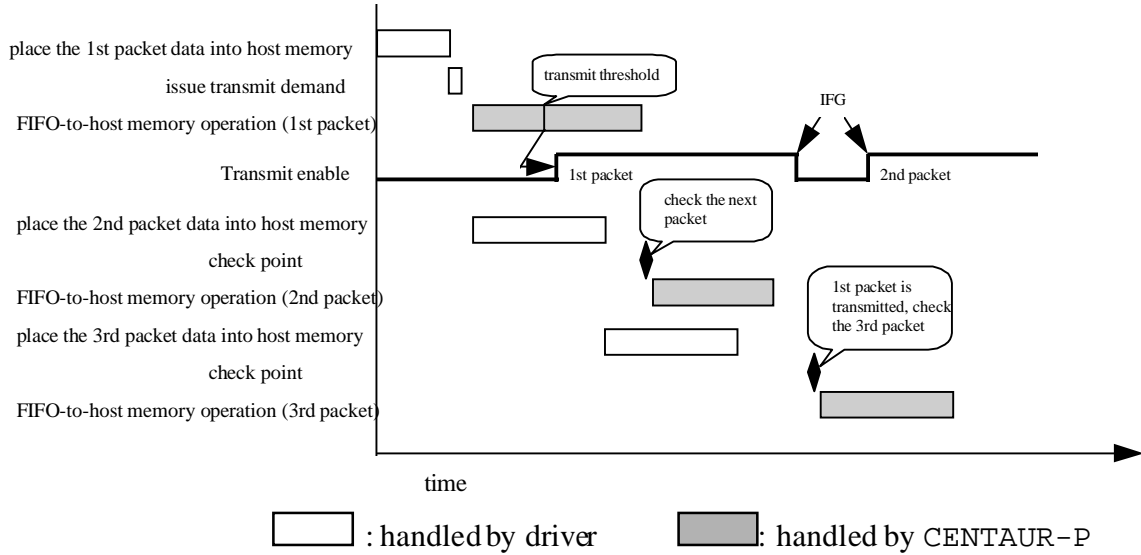 place the 1st packet data into host memory
issue transmit demand
transmit threshold
FIFO-to-host memory operation (1st packet)
IFG
Transmit enable
1st packet
2nd packet
check the next
packet
place the 2nd packet data into host memory
check point
FIFO-to-host memory operation (2nd packet)
1st packet is
transmitted, check
the 3rd packet
place the 3rd packet data into host memory
check point
FIFO-to-host memory operation (3rd packet)
time
: handled by driver
: handled by CENTAUR-P